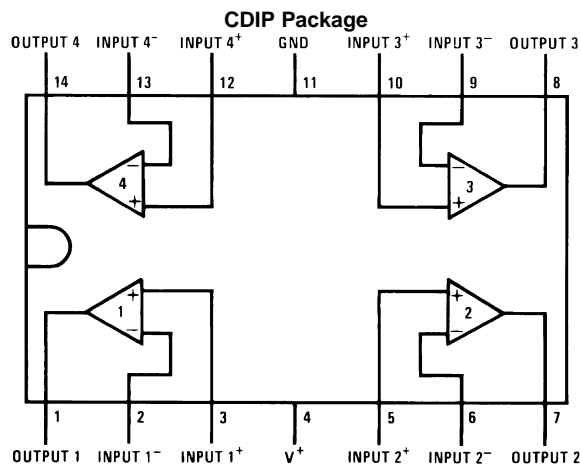 CDIP Package
OUTPUT 4 INPUT 4⁻ INPUT 4⁺ GND INPUT 3⁺ INPUT 3⁻ OUTPUT 3
14 13 12 11 10 9 8
− −
4 3
+ +
+ +
1 2
− −
1 2 3 4 5 6 7
OUTPUT 1 INPUT 1⁻ INPUT 1⁺ V⁺ INPUT 2⁺ INPUT 2⁻ OUTPUT 2